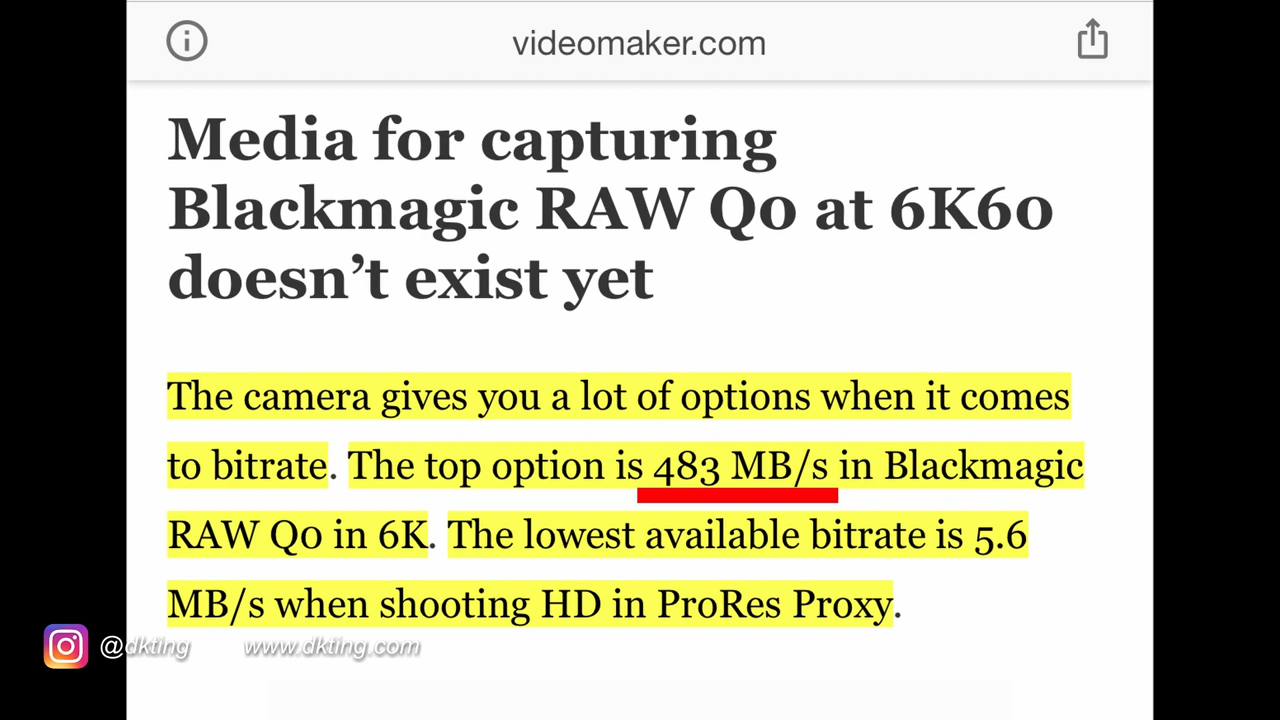 videomaker.com
Media for capturing
Blackmagic RAW Q0 at 6K60
doesn’t exist yet
The camera gives you a lot of options when it comes
to bitrate. The top option is 483 MB/s in Blackmagic
RAW Q0 in 6K. The lowest available bitrate is 5.6
MB/s when shooting HD in ProRes Proxy.
@dkting www.dkting.com